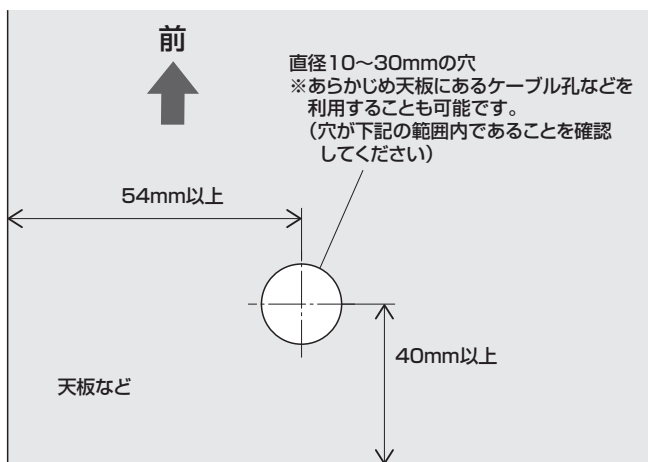 前
直径10〜30mmの穴
※あらかじめ天板にあるケーブル孔などを
利用することも可能です。
（穴が下記の範囲内であることを確認
してください）
54mm以上
40mm以上
天板など